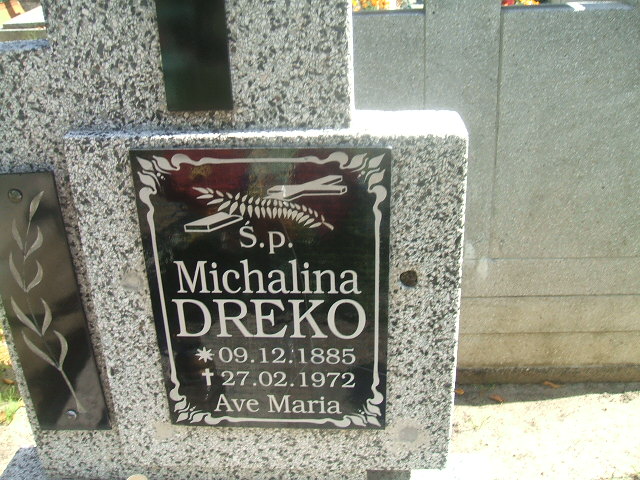 Ś.p.
Michalina
DREKO
* 09.12.1885
✝ 27.02.1972
Ave Maria